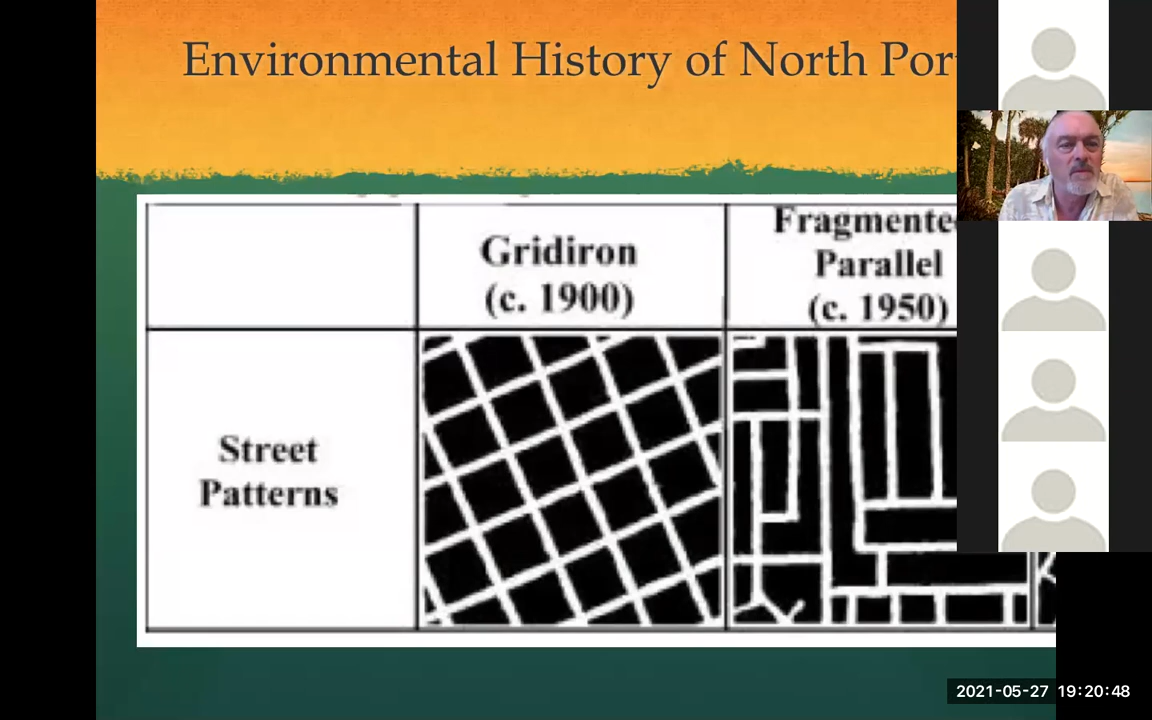 Environmental History of North Por
Gridiron
(c. 1900)
Fragmente
Parallel
(c. 1950)
Street
Patterns
2021-05-27 19:20:48